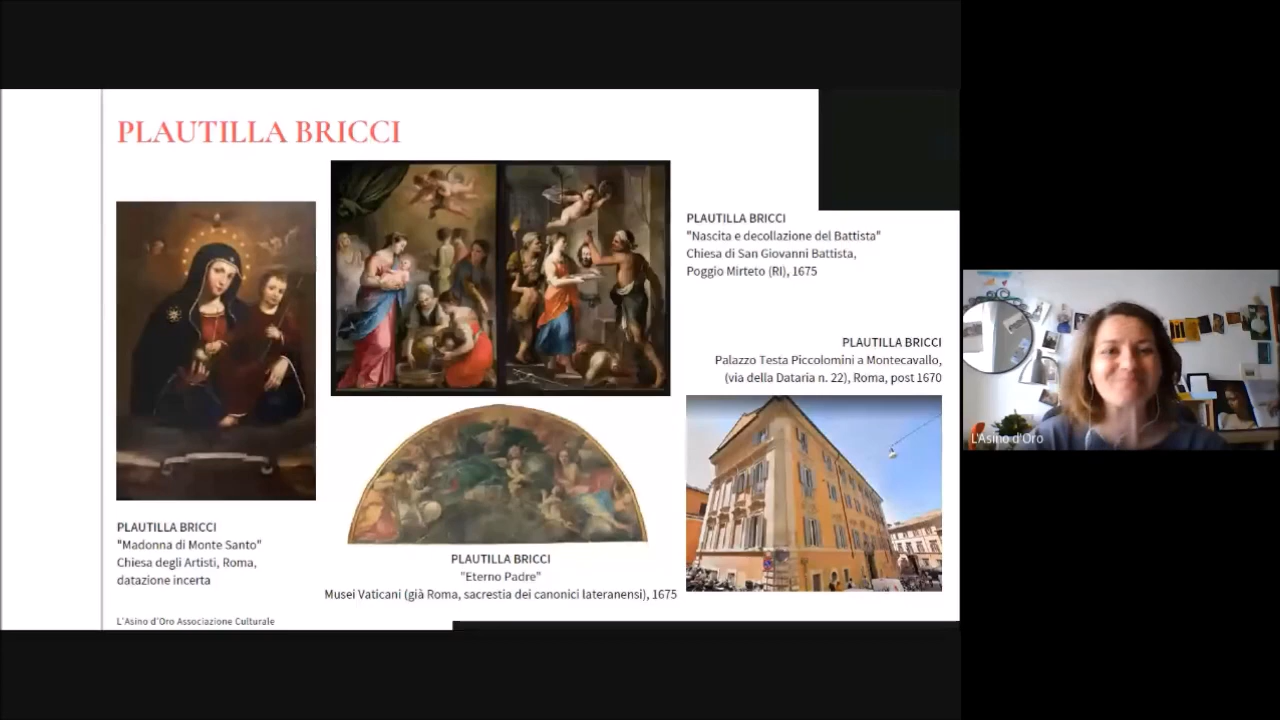 PLAUTILLA BRICCI
PLAUTILLA BRICCI
"Nascita e decollazione del Battista"
Chiesa di San Giovanni Battista,
Poggio Mirteto (RI), 1675
PLAUTILLA BRICCI
Palazzo Testa Piccolomini a Montecavallo,
(via della Dataria n. 22), Roma, post 1670
PLAUTILLA BRICCI
"Madonna di Monte Santo"
Chiesa degli Artisti, Roma,
datazione incerta
PLAUTILLA BRICCI
"Eterno Padre"
Musei Vaticani (già Roma, sacrestia dei canonici lateranensi), 1675
L'Asino d'Oro Associazione Culturale
L'Asino d'Oro